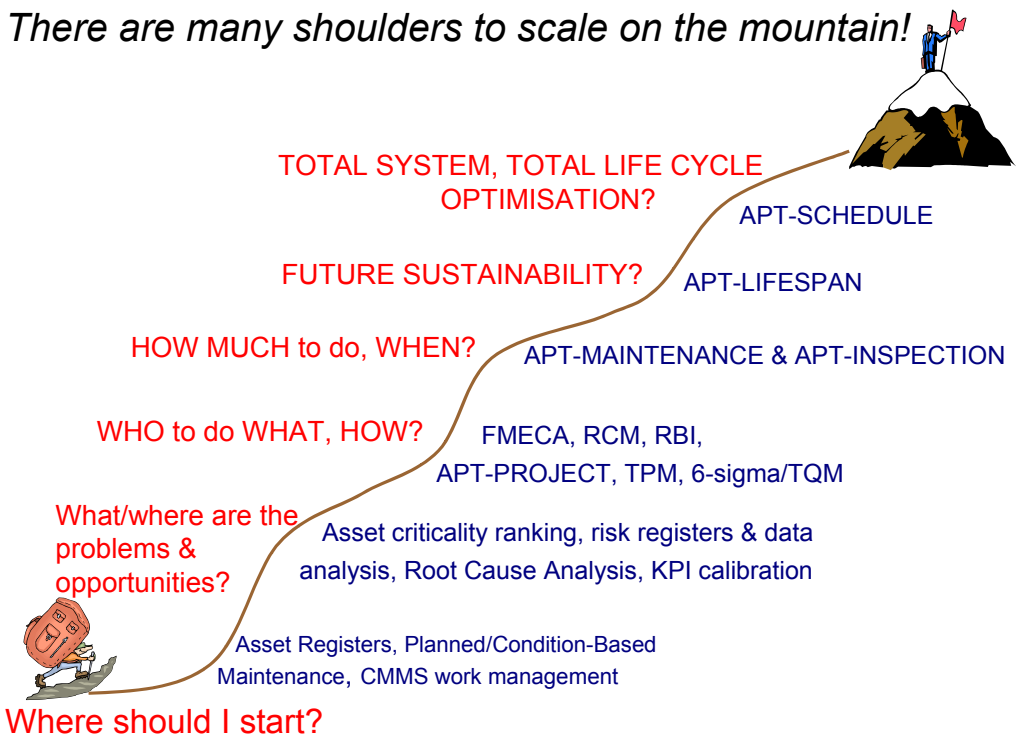 There are many shoulders to scale on the mountain!
TOTAL SYSTEM, TOTAL LIFE CYCLE
OPTIMISATION?
APT-SCHEDULE
FUTURE SUSTAINABILITY?
APT-LIFESPAN
HOW MUCH to do, WHEN?
APT-MAINTENANCE & APT-INSPECTION
WHO to do WHAT, HOW?
FMECA, RCM, RBI,
APT-PROJECT, TPM, 6-sigma/TQM
What/where are the
problems &
opportunities?
Asset criticality ranking, risk registers & data
analysis, Root Cause Analysis, KPI calibration
Asset Registers, Planned/Condition-Based
Maintenance, CMMS work management
Where should I start?